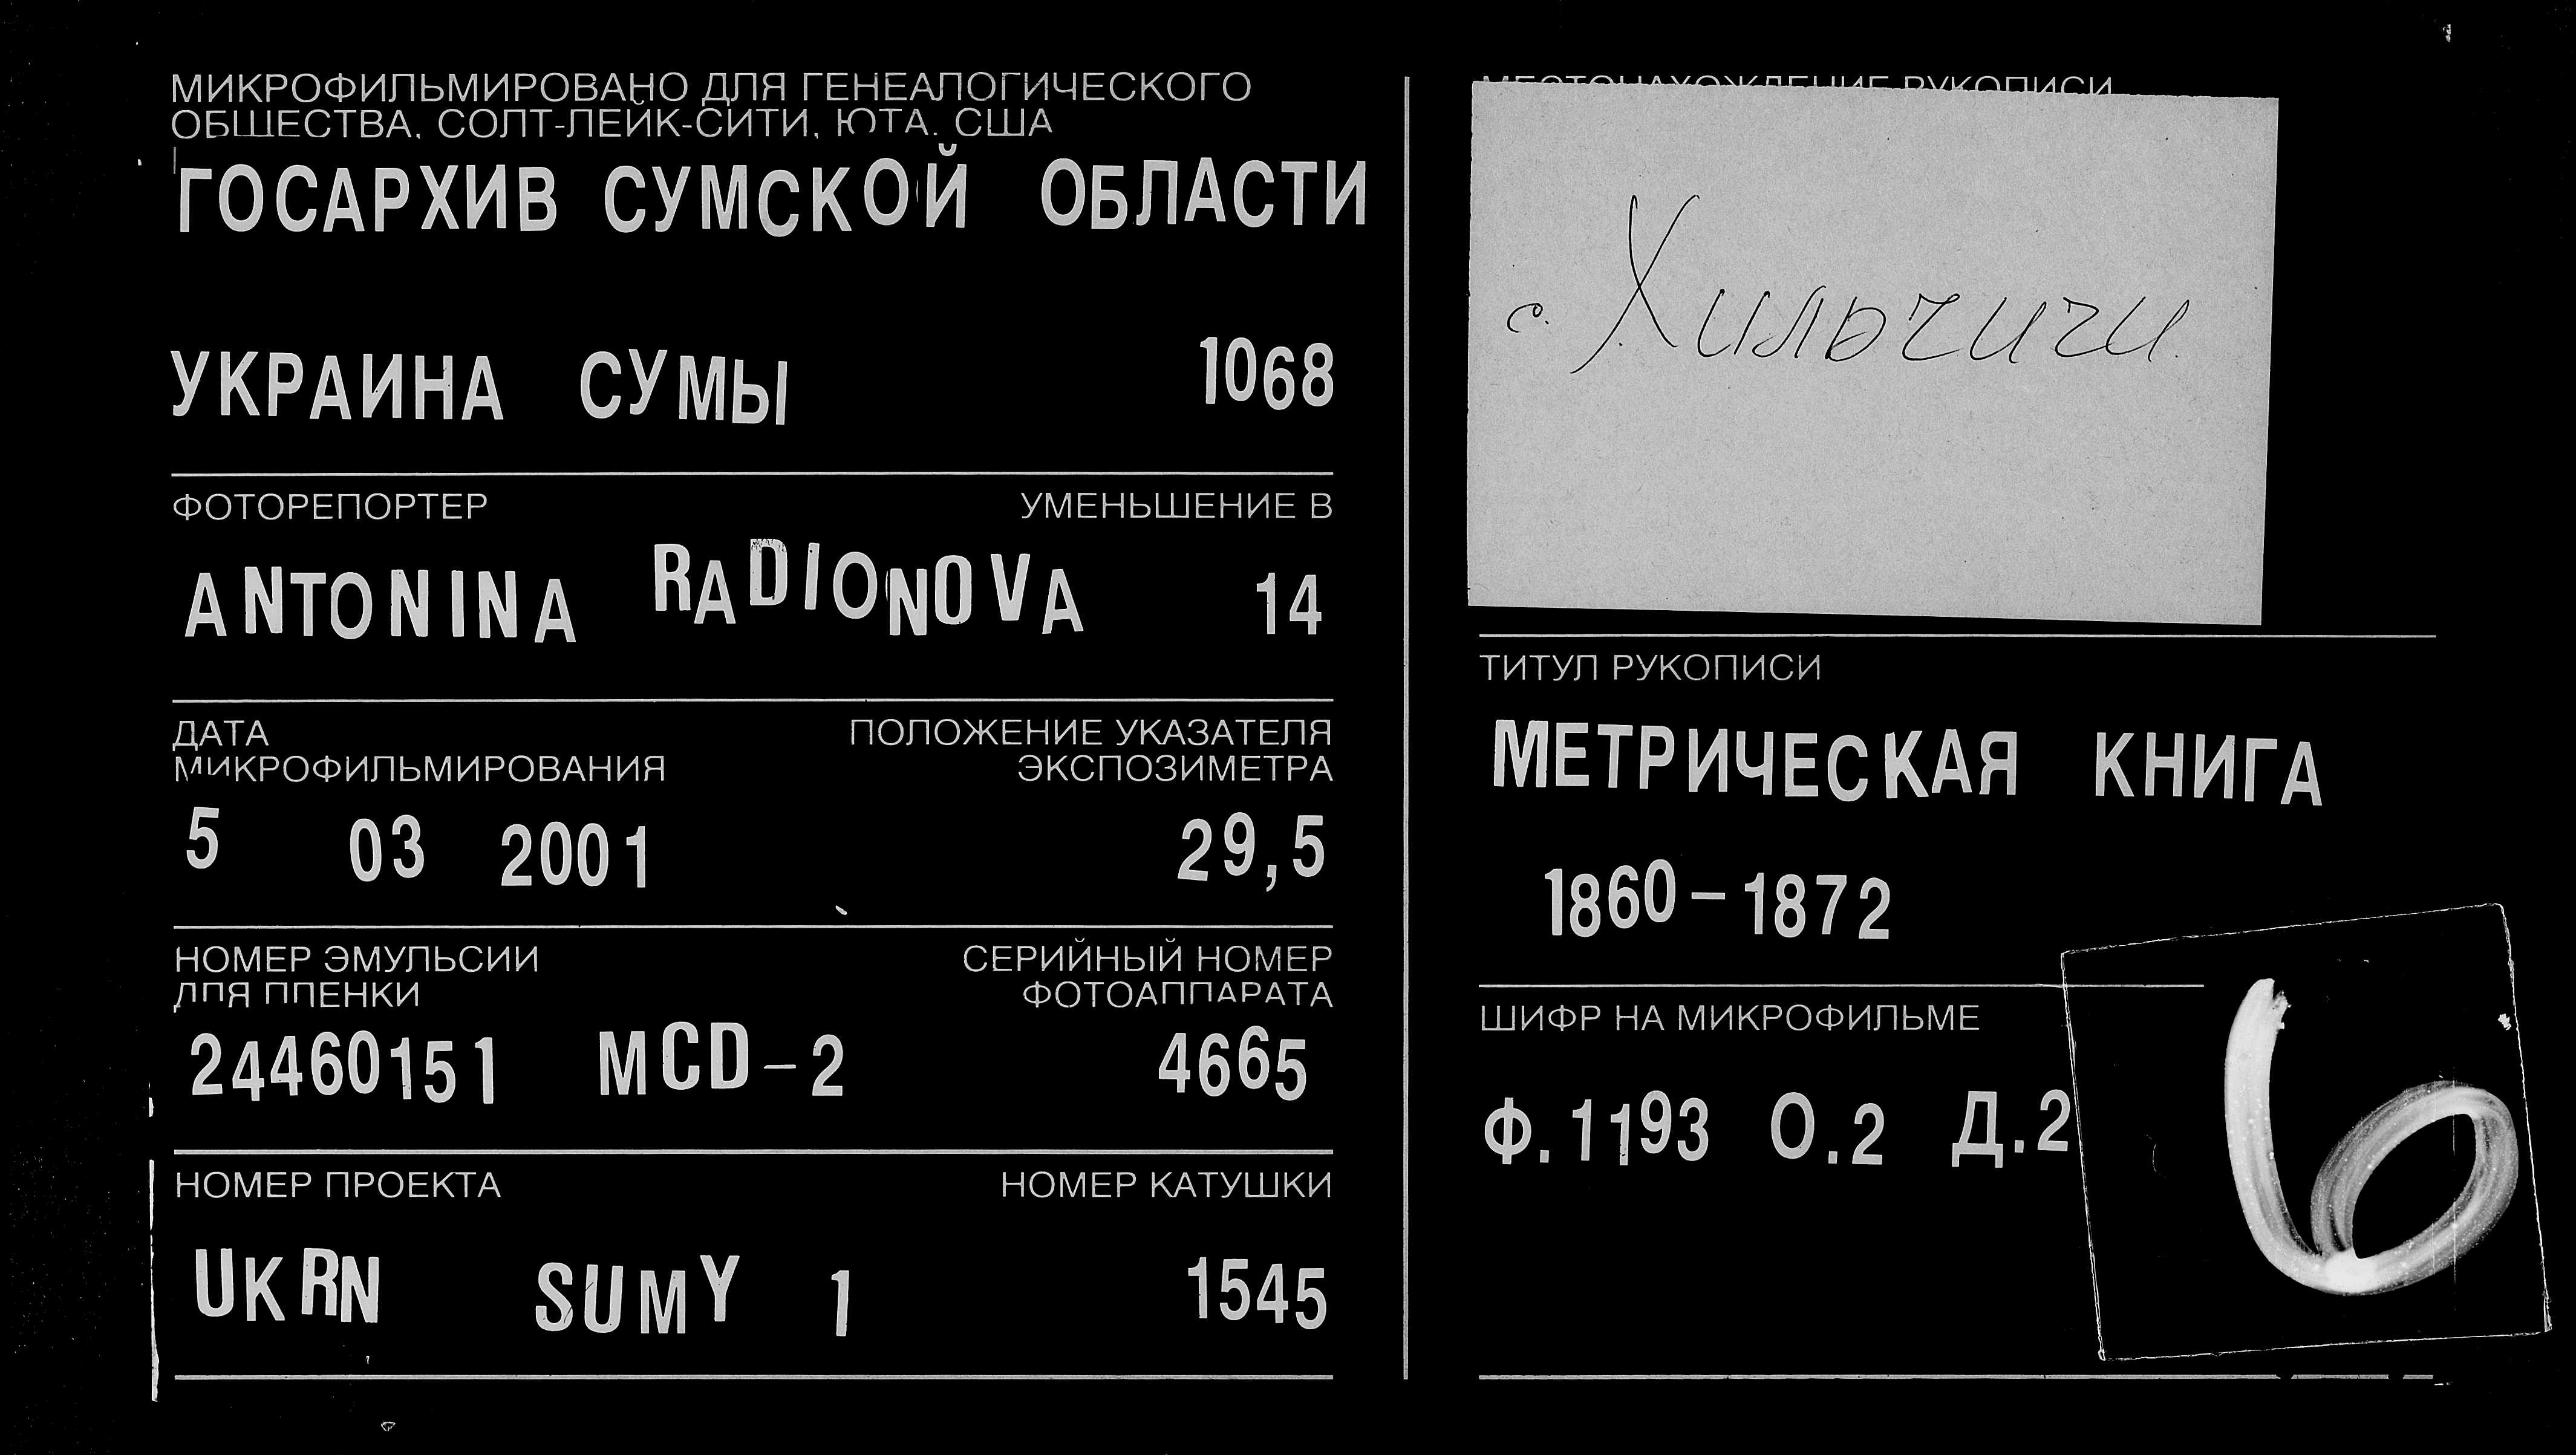 МИКРОФИЛЬМИРОВАНО ДЛЯ ГЕНЕАЛОГИЧЕСКОГО
ОБЩЕСТВА, СОЛТ-ЛЕЙК-СИТИ, ЮТА, США
ГОСАРХИВ СУМСКОЙ ОБЛАСТИ
УКРАИНА СУМЫ 1068
ФОТОРЕПОРТЕР УМЕНЬШЕНИЕ В
ANTONINA RADIONOVA 14
ДАТА ПОЛОЖЕНИЕ УКАЗАТЕЛЯ
МИКРОФИЛЬМИРОВАНИЯ ЭКСПОЗИМЕТРА
5 03 2001 29,5
НОМЕР ЭМУЛЬСИИ СЕРИЙНЫЙ НОМЕР
ДЛЯ ПЛЕНКИ ФОТОАППАРАТА
24460151 MCD-2 4665
НОМЕР ПРОЕКТА НОМЕР КАТУШКИ
UKRN SUMY 1 1545
МЕСТОНАХОЖДЕНИЕ РУКОПИСИ
с. Хильчичи
ТИТУЛ РУКОПИСИ
МЕТРИЧЕСКАЯ КНИГА
1860-1872
ШИФР НА МИКРОФИЛЬМЕ
Ф.1193 О.2 Д.2
6